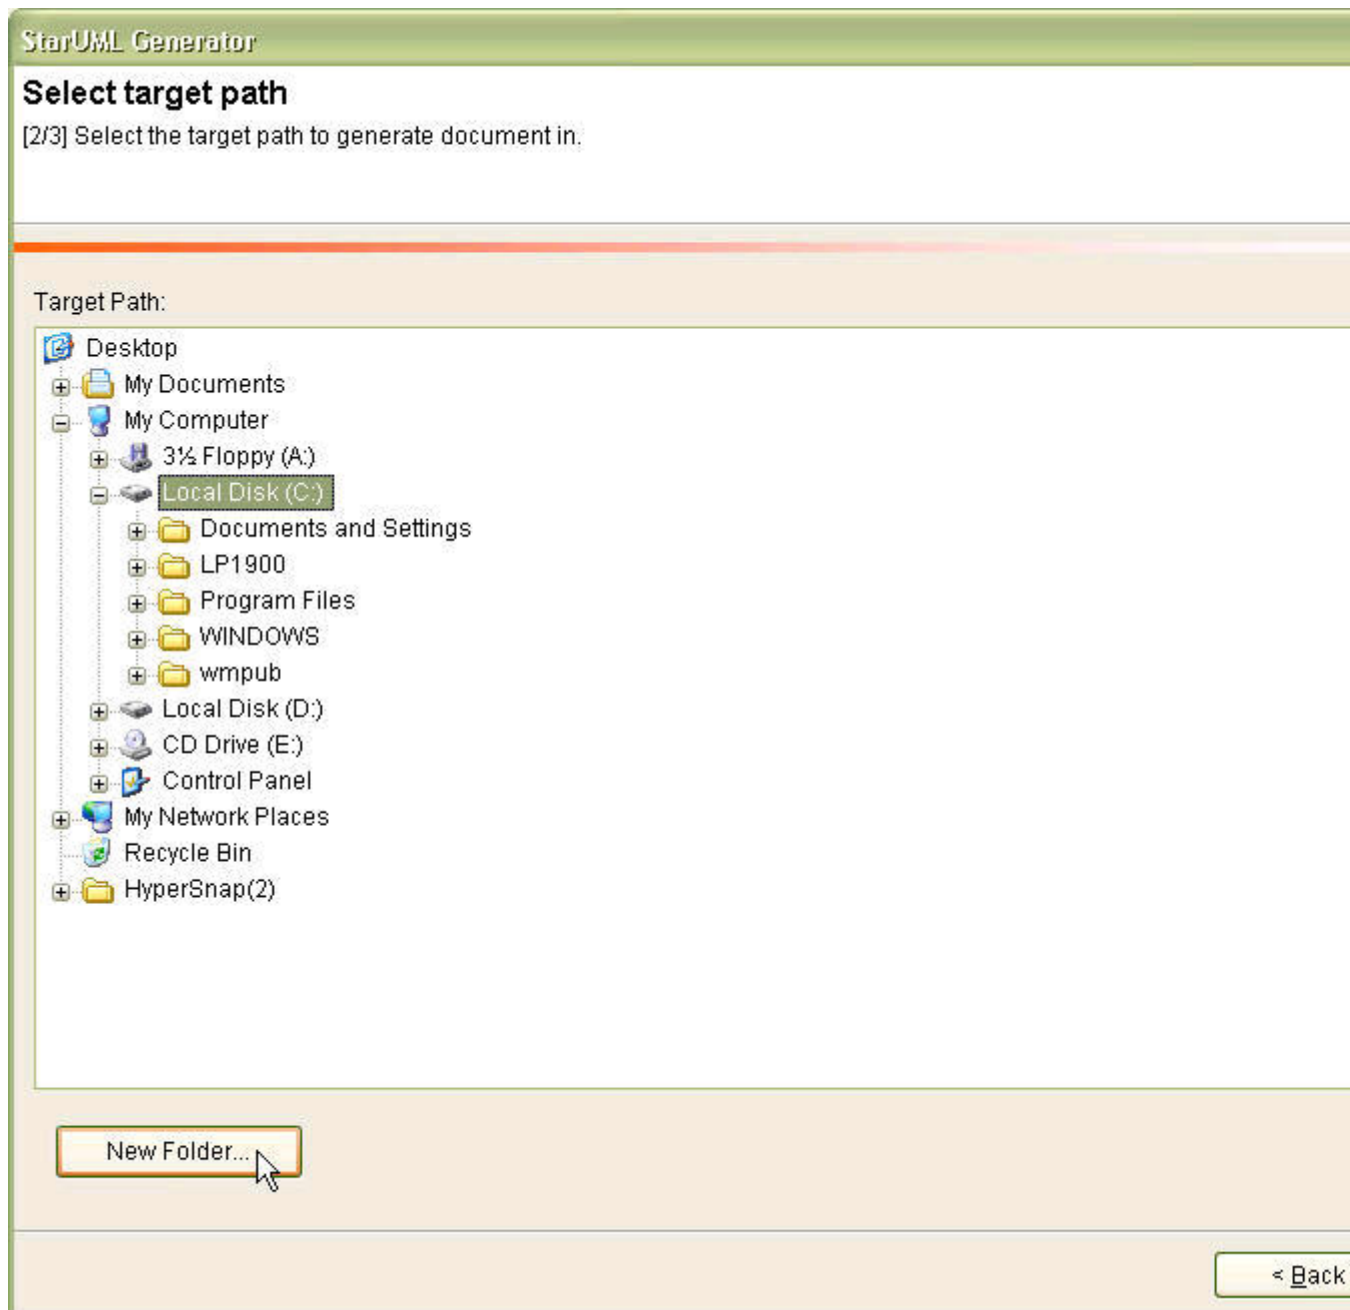 StarUML Generator
Select target path
[2/3] Select the target path to generate document in.
Target Path:
Desktop
My Documents
My Computer
3½ Floppy (A:)
Local Disk (C:)
Documents and Settings
LP1900
Program Files
WINDOWS
wmpub
Local Disk (D:)
CD Drive (E:)
Control Panel
My Network Places
Recycle Bin
HyperSnap(2)
New Folder...
< Back